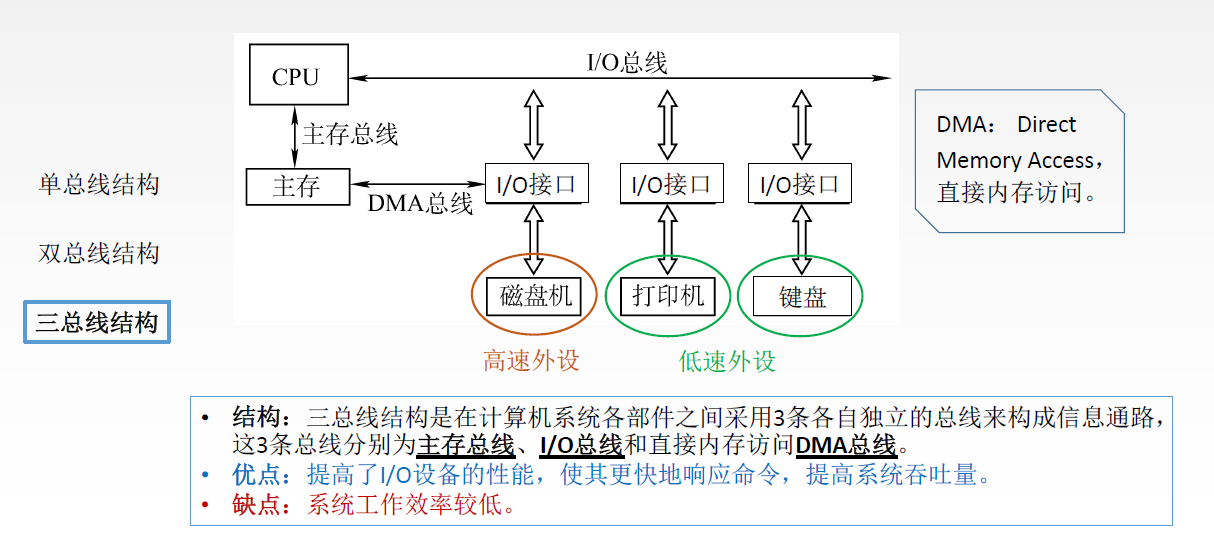 CPU
I/O总线
主存总线
主存
DMA总线
I/O接口
I/O接口
I/O接口
磁盘机
打印机
键盘
高速外设
低速外设
DMA： Direct
Memory Access，
直接内存访问。
单总线结构
双总线结构
三总线结构
• 结构：三总线结构是在计算机系统各部件之间采用3条各自独立的总线来构成信息通路，
这3条总线分别为主存总线、I/O总线和直接内存访问DMA总线。
• 优点：提高了I/O设备的性能，使其更快地响应命令，提高系统吞吐量。
• 缺点：系统工作效率较低。